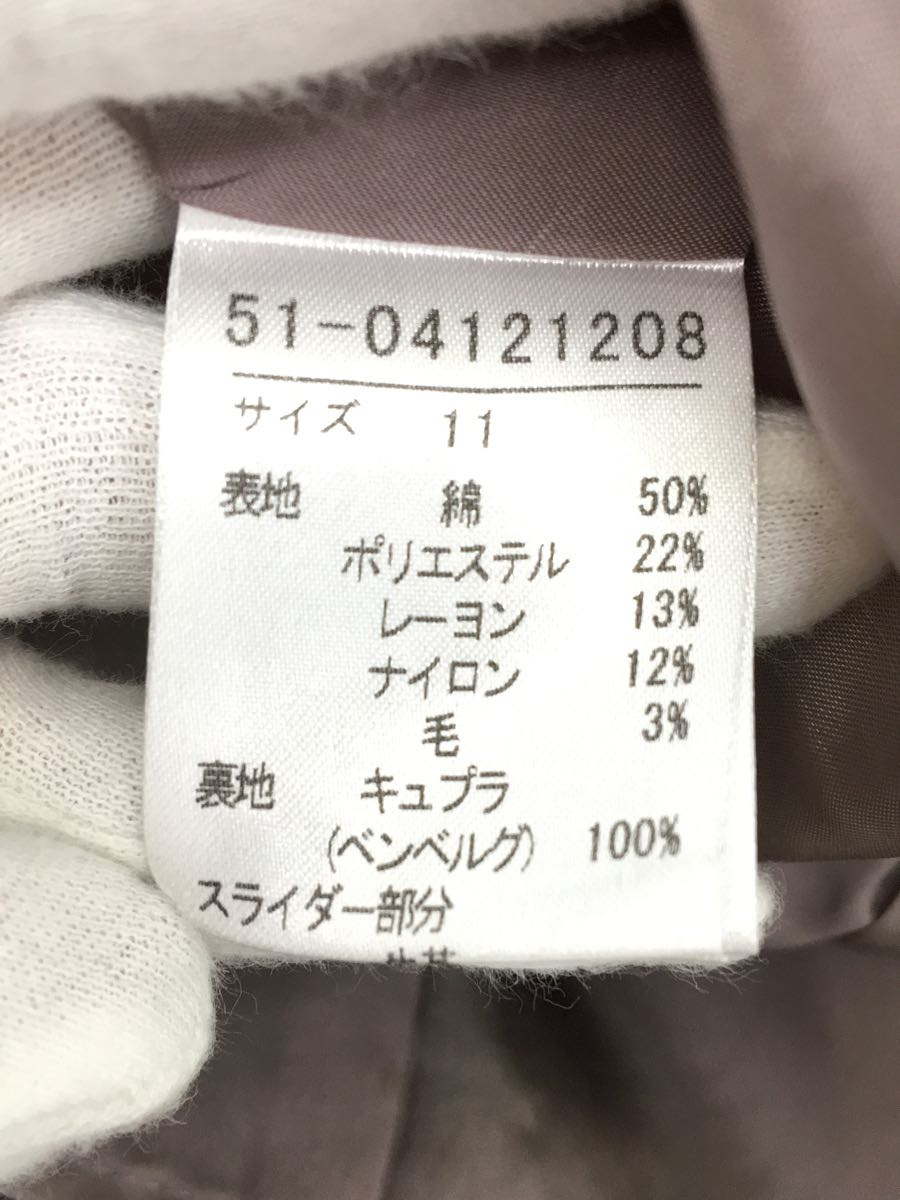 51-04121208
サイズ 11
表地 綿 50%
ポリエステル 22%
レーヨン 13%
ナイロン 12%
毛 3%
裏地 キュプラ
(ベンベルグ) 100%
スライダー部分